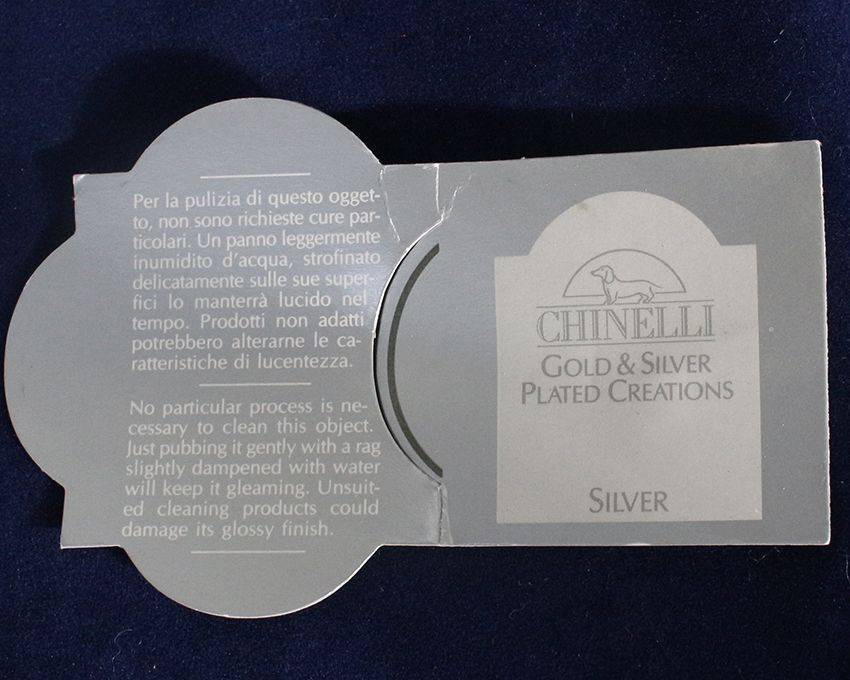 Per la pulizia di questo ogget-
to, non sono richieste cure par-
ticolari. Un panno leggermente
inumidito d'acqua, strofinato
delicatamente sulle sue super-
fici lo manterrà lucido nel
tempo. Prodotti non adatti
potrebbero alterarne le ca-
ratteristiche di lucentezza.
No particular process is ne-
cessary to clean this object.
Just pubbing it gently with a rag
slightly dampened with water
will keep it gleaming. Unsuit-
ed cleaning products could
damage its glossy finish.
CHINELLI
GOLD & SILVER
PLATED CREATIONS
SILVER